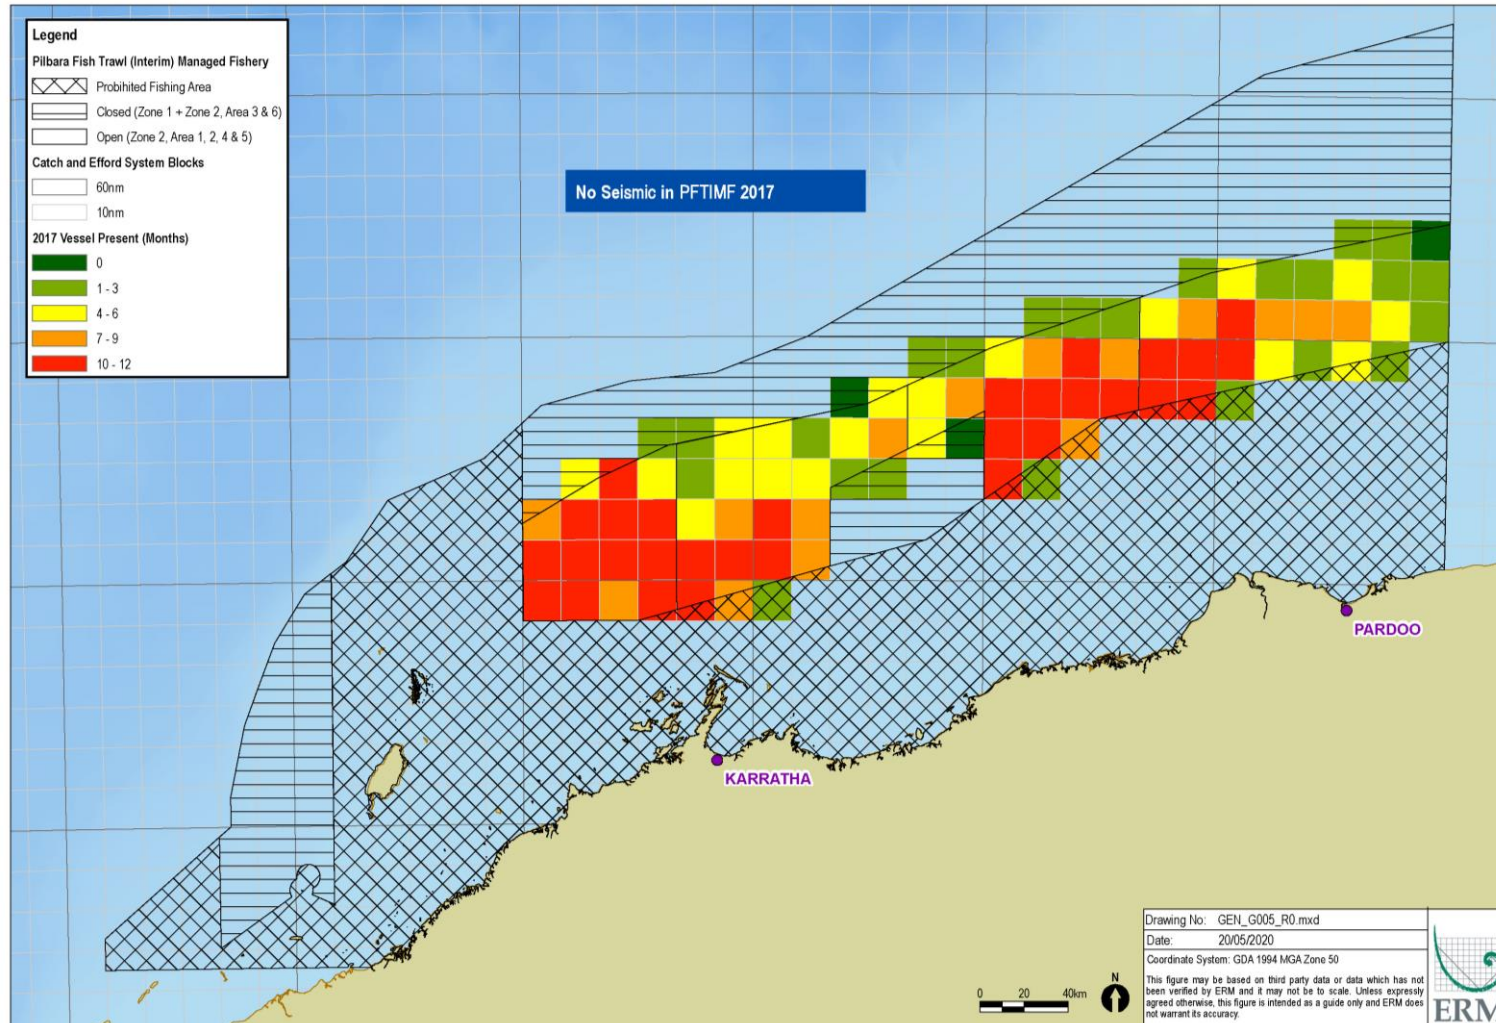 Legend
Pilbara Fish Trawl (Interim) Managed Fishery
Probihited Fishing Area
Closed (Zone 1 + Zone 2, Area 3 & 6)
Open (Zone 2, Area 1, 2, 4 & 5)
Catch and Efford System Blocks
60nm
10nm
2017 Vessel Present (Months)
0
1 - 3
4 - 6
7 - 9
10 - 12
No Seismic in PFTIMF 2017
PARDOO
KARRATHA
0 20 40km
N
Drawing No: GEN_G005_R0.mxd
Date: 20/05/2020
Coordinate System: GDA 1994 MGA Zone 50
This figure may be based on third party data or data which has not
been verified by ERM and it may not be to scale. Unless expressly
agreed otherwise, this figure is intended as a guide only and ERM does
not warrant its accuracy.
ERM